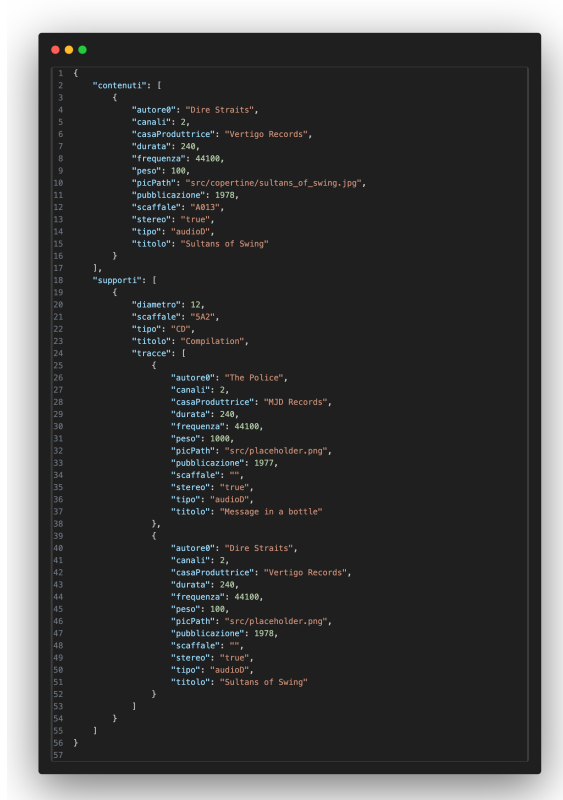 1 {
2     "contenuti": [
3         {
4             "autore0": "Dire Straits",
5             "canali": 2,
6             "casaProduttrice": "Vertigo Records",
7             "durata": 240,
8             "frequenza": 44100,
9             "peso": 100,
10             "picPath": "src/copertine/sultans_of_swing.jpg",
11             "pubblicazione": 1978,
12             "scaffale": "A013",
13             "stereo": "true",
14             "tipo": "audioD",
15             "titolo": "Sultans of Swing"
16         }
17     ],
18     "supporti": [
19         {
20             "diametro": 12,
21             "scaffale": "5A2",
22             "tipo": "CD",
23             "titolo": "Compilation",
24             "tracce": [
25                 {
26                     "autore0": "The Police",
27                     "canali": 2,
28                     "casaProduttrice": "MJD Records",
29                     "durata": 240,
30                     "frequenza": 44100,
31                     "peso": 1000,
32                     "picPath": "src/placeholder.png",
33                     "pubblicazione": 1977,
34                     "scaffale": "",
35                     "stereo": "true",
36                     "tipo": "audioD",
37                     "titolo": "Message in a bottle"
38                 },
39                 {
40                     "autore0": "Dire Straits",
41                     "canali": 2,
42                     "casaProduttrice": "Vertigo Records",
43                     "durata": 240,
44                     "frequenza": 44100,
45                     "peso": 100,
46                     "picPath": "src/placeholder.png",
47                     "pubblicazione": 1978,
48                     "scaffale": "",
49                     "stereo": "true",
50                     "tipo": "audioD",
51                     "titolo": "Sultans of Swing"
52                 }
53             ]
54         }
55     ]
56 }
57